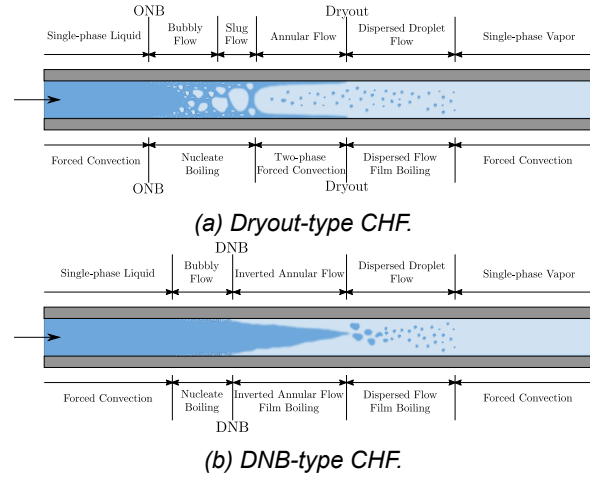 ONB Dryout
Bubbly Slug
Single-phase Liquid Flow Flow Annular Flow Dispersed Droplet Flow Single-phase Vapor
Forced Convection Nucleate Boiling Two-phase Forced Convection Dispersed Flow Film Boiling Forced Convection
ONB Dryout
(a) Dryout-type CHF.
DNB
Single-phase Liquid Bubbly Flow Inverted Annular Flow Dispersed Droplet Flow Single-phase Vapor
Forced Convection Nucleate Boiling Inverted Annular Flow Film Boiling Dispersed Flow Film Boiling Forced Convection
DNB
(b) DNB-type CHF.